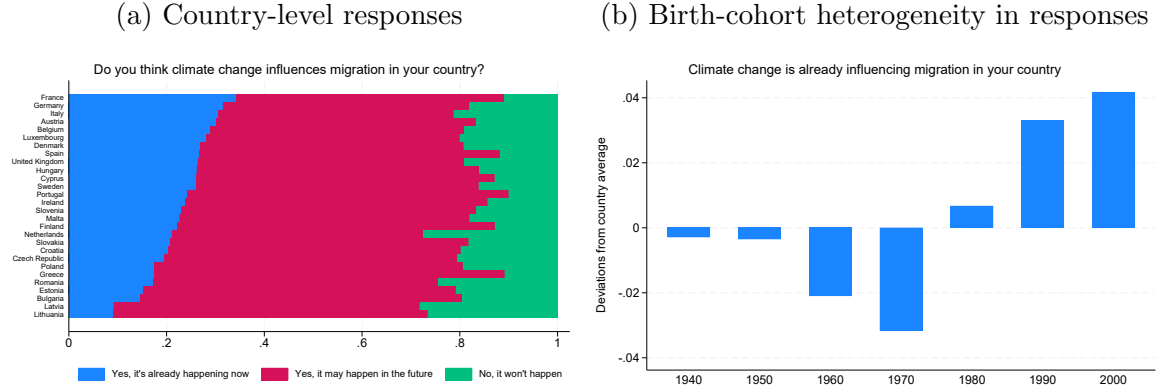 (a) Country-level responses
Do you think climate change influences migration in your country?
France
Germany
Italy
Austria
Belgium
Luxembourg
Denmark
Spain
United Kingdom
Hungary
Cyprus
Sweden
Portugal
Ireland
Slovenia
Malta
Finland
Netherlands
Slovakia
Croatia
Czech Republic
Poland
Greece
Romania
Estonia
Bulgaria
Latvia
Lithuania
0 .2 .4 .6 .8 1
Yes, it's already happening now Yes, it may happen in the future No, it won't happen
(b) Birth-cohort heterogeneity in responses
Climate change is already influencing migration in your country
Deviations from country average
.04
.02
0
-.02
-.04
1940 1950 1960 1970 1980 1990 2000